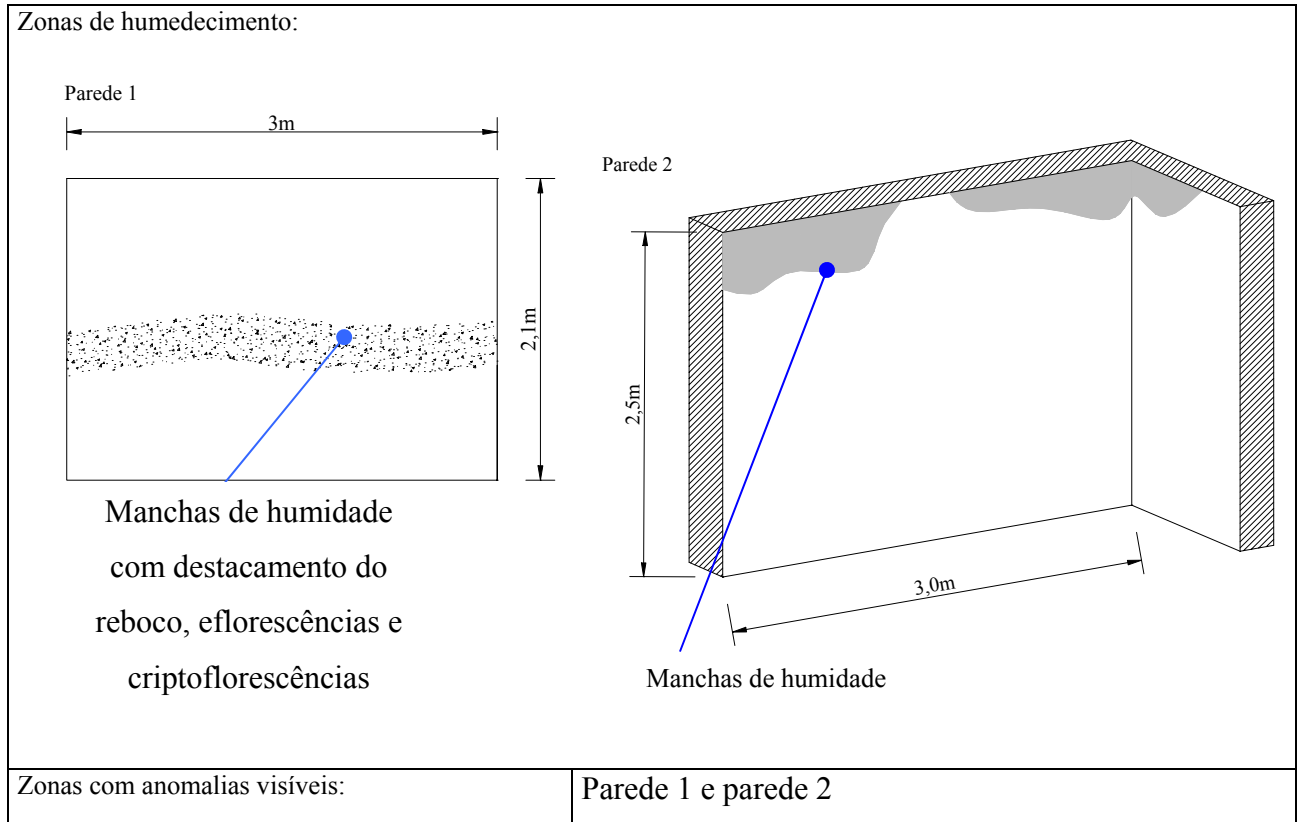 Zonas de humedecimento:
Parede 1
3m
2,1m
Manchas de humidade
com destacamento do
reboco, eflorescências e
criptoflorescências
Parede 2
2,5m
3,0m
Manchas de humidade
Zonas com anomalias visíveis:
Parede 1 e parede 2